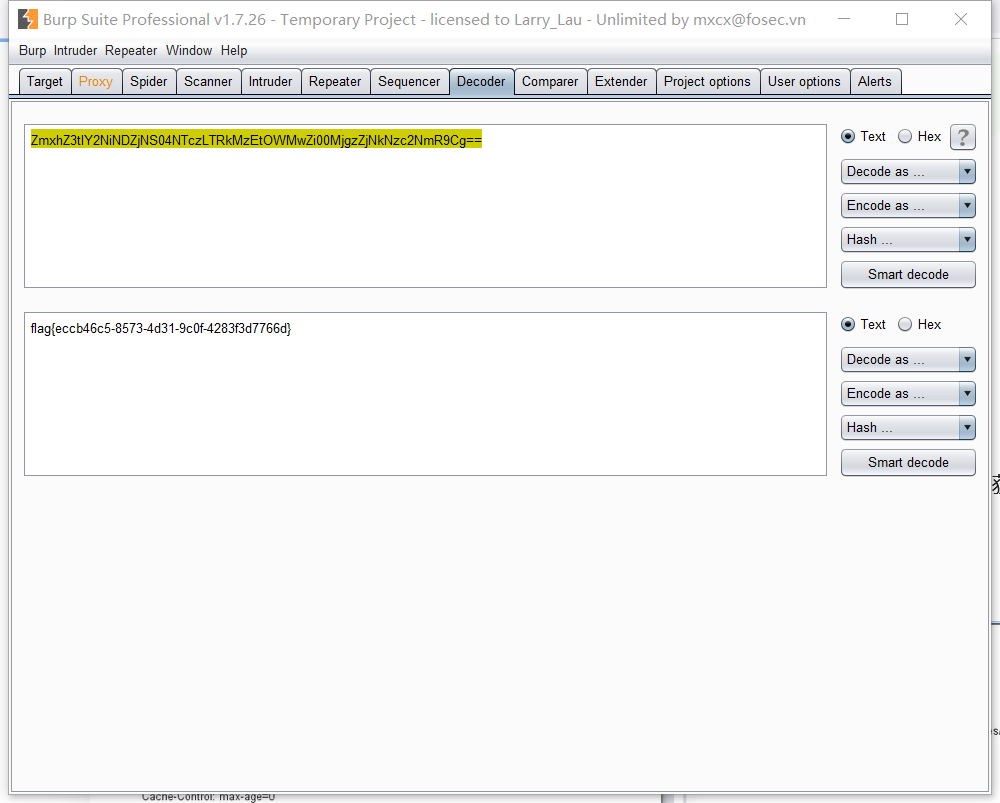 Burp Suite Professional v1.7.26 - Temporary Project - licensed to Larry_Lau - Unlimited by mxcx@fosec.vn
Burp Intruder Repeater Window Help
Target Proxy Spider Scanner Intruder Repeater Sequencer Decoder Comparer Extender Project options User options Alerts
ZmxhZ3tlY2NiNDZjNS04NTczLTRkMzEtOWMwZi00MjgzZjNkNzc2NmR9Cg==
Text Hex ?
Decode as ...
Encode as ...
Hash ...
Smart decode
flag{eccb46c5-8573-4d31-9c0f-4283f3d7766d}
Text Hex
Decode as ...
Encode as ...
Hash ...
Smart decode
Cache-Control: max-age=0